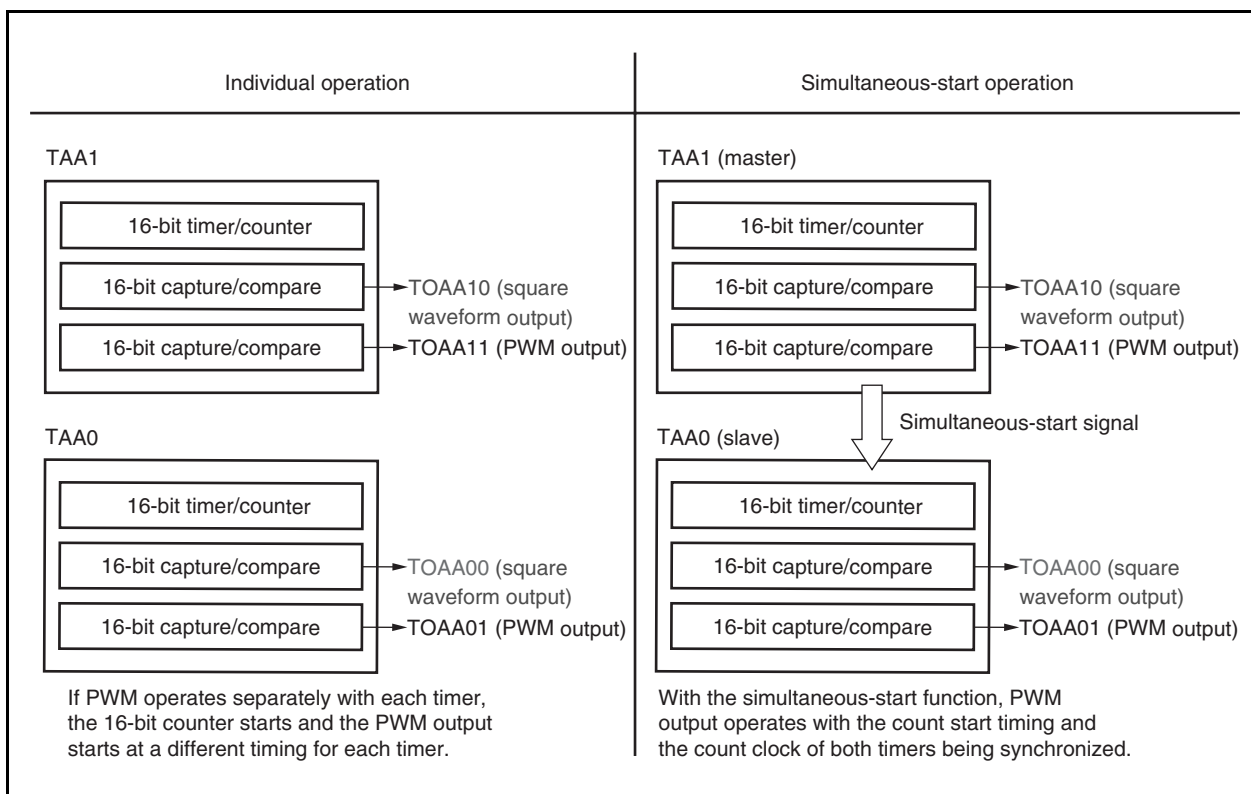 Individual operation
Simultaneous-start operation
TAA1
16-bit timer/counter
16-bit capture/compare
TOAA10 (square
waveform output)
16-bit capture/compare
TOAA11 (PWM output)
TAA0
16-bit timer/counter
16-bit capture/compare
TOAA00 (square
waveform output)
16-bit capture/compare
TOAA01 (PWM output)
If PWM operates separately with each timer,
the 16-bit counter starts and the PWM output
starts at a different timing for each timer.
TAA1 (master)
16-bit timer/counter
16-bit capture/compare
TOAA10 (square
waveform output)
16-bit capture/compare
TOAA11 (PWM output)
Simultaneous-start signal
TAA0 (slave)
16-bit timer/counter
16-bit capture/compare
TOAA00 (square
waveform output)
16-bit capture/compare
TOAA01 (PWM output)
With the simultaneous-start function, PWM
output operates with the count start timing and
the count clock of both timers being synchronized.